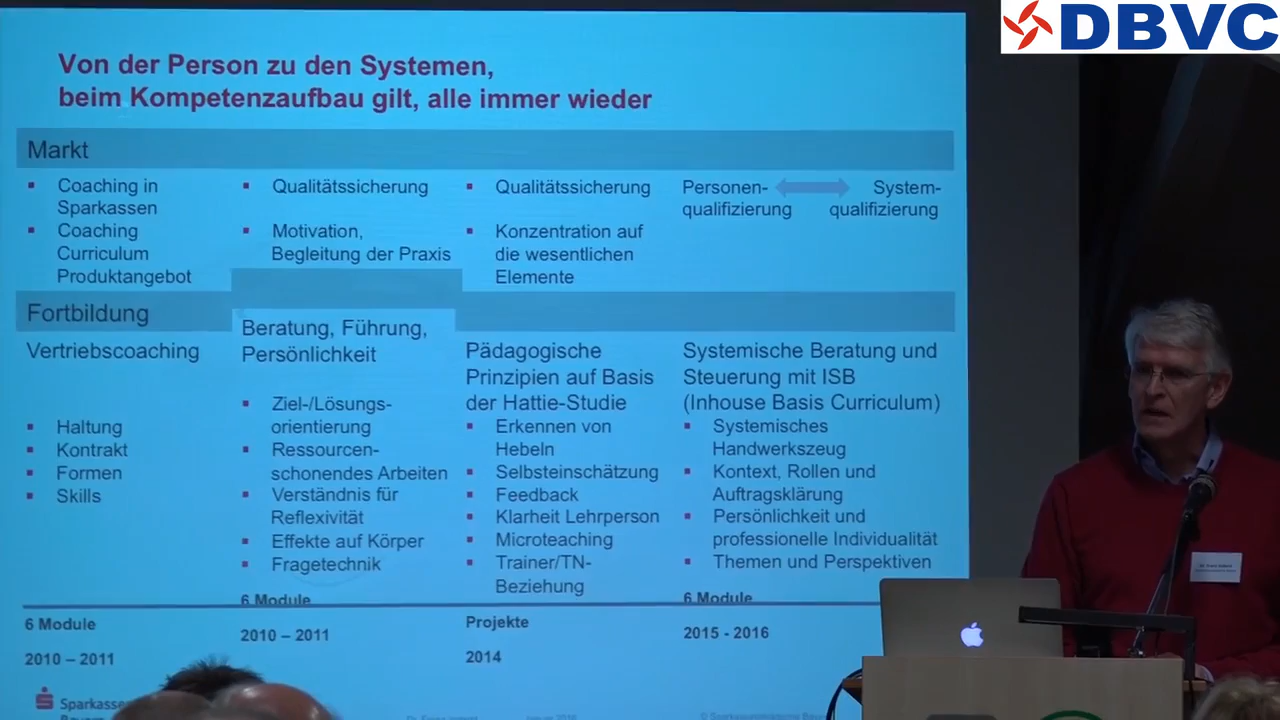 DBVC
Von der Person zu den Systemen,
beim Kompetenzaufbau gilt, alle immer wieder
Markt
Coaching in
Sparkassen
Coaching
Curriculum
Produktangebot
Qualitätssicherung
Motivation,
Begleitung der Praxis
Qualitätssicherung
Konzentration auf
die wesentlichen
Elemente
Personen-
qualifizierung
System-
qualifizierung
Fortbildung
Vertriebscoaching
Haltung
Kontrakt
Formen
Skills
6 Module
2010 – 2011
Beratung, Führung,
Persönlichkeit
Ziel-/Lösungs-
orientierung
Ressourcen-
schonendes Arbeiten
Verständnis für
Reflexivität
Effekte auf Körper
Fragetechnik
6 Module
2010 – 2011
Pädagogische
Prinzipien auf Basis
der Hattie-Studie
Erkennen von
Hebeln
Selbsteinschätzung
Feedback
Klarheit Lehrperson
Microteaching
Trainer/TN-
Beziehung
Projekte
2014
Systemische Beratung und
Steuerung mit ISB
(Inhouse Basis Curriculum)
Systemisches
Handwerkszeug
Kontext, Rollen und
Auftragsklärung
Persönlichkeit und
professionelle Individualität
Themen und Perspektiven
6 Module
2015 - 2016
Sparkassen